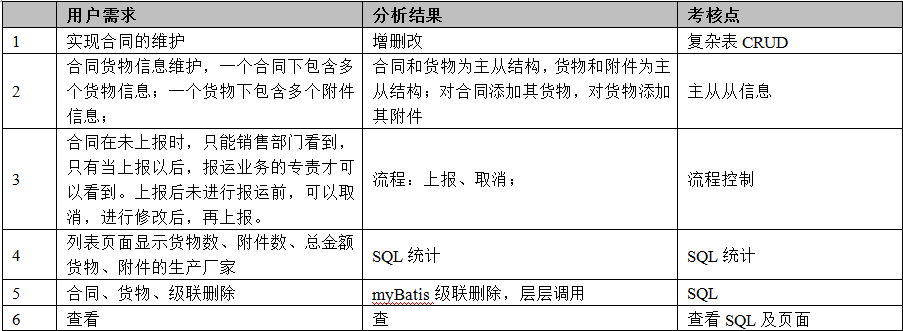 用户需求 分析结果 考核点
1 实现合同的维护 增删改 复杂表 CRUD
2 合同货物信息维护，一个合同下包含多个货物信息；一个货物下包含多个附件信息； 合同和货物为主从结构，货物和附件为主从结构；对合同添加其货物，对货物添加其附件 主从从信息
3 合同在未上报时，只能销售部门看到，只有当上报以后，报运业务的专责才可以看到。上报后未进行报运前，可以取消，进行修改后，再上报。 流程：上报、取消； 流程控制
4 列表页面显示货物数、附件数、总金额货物、附件的生产厂家 SQL 统计 SQL 统计
5 合同、货物、级联删除 myBatis 级联删除，层层调用 SQL
6 查看 查 查看 SQL 及页面